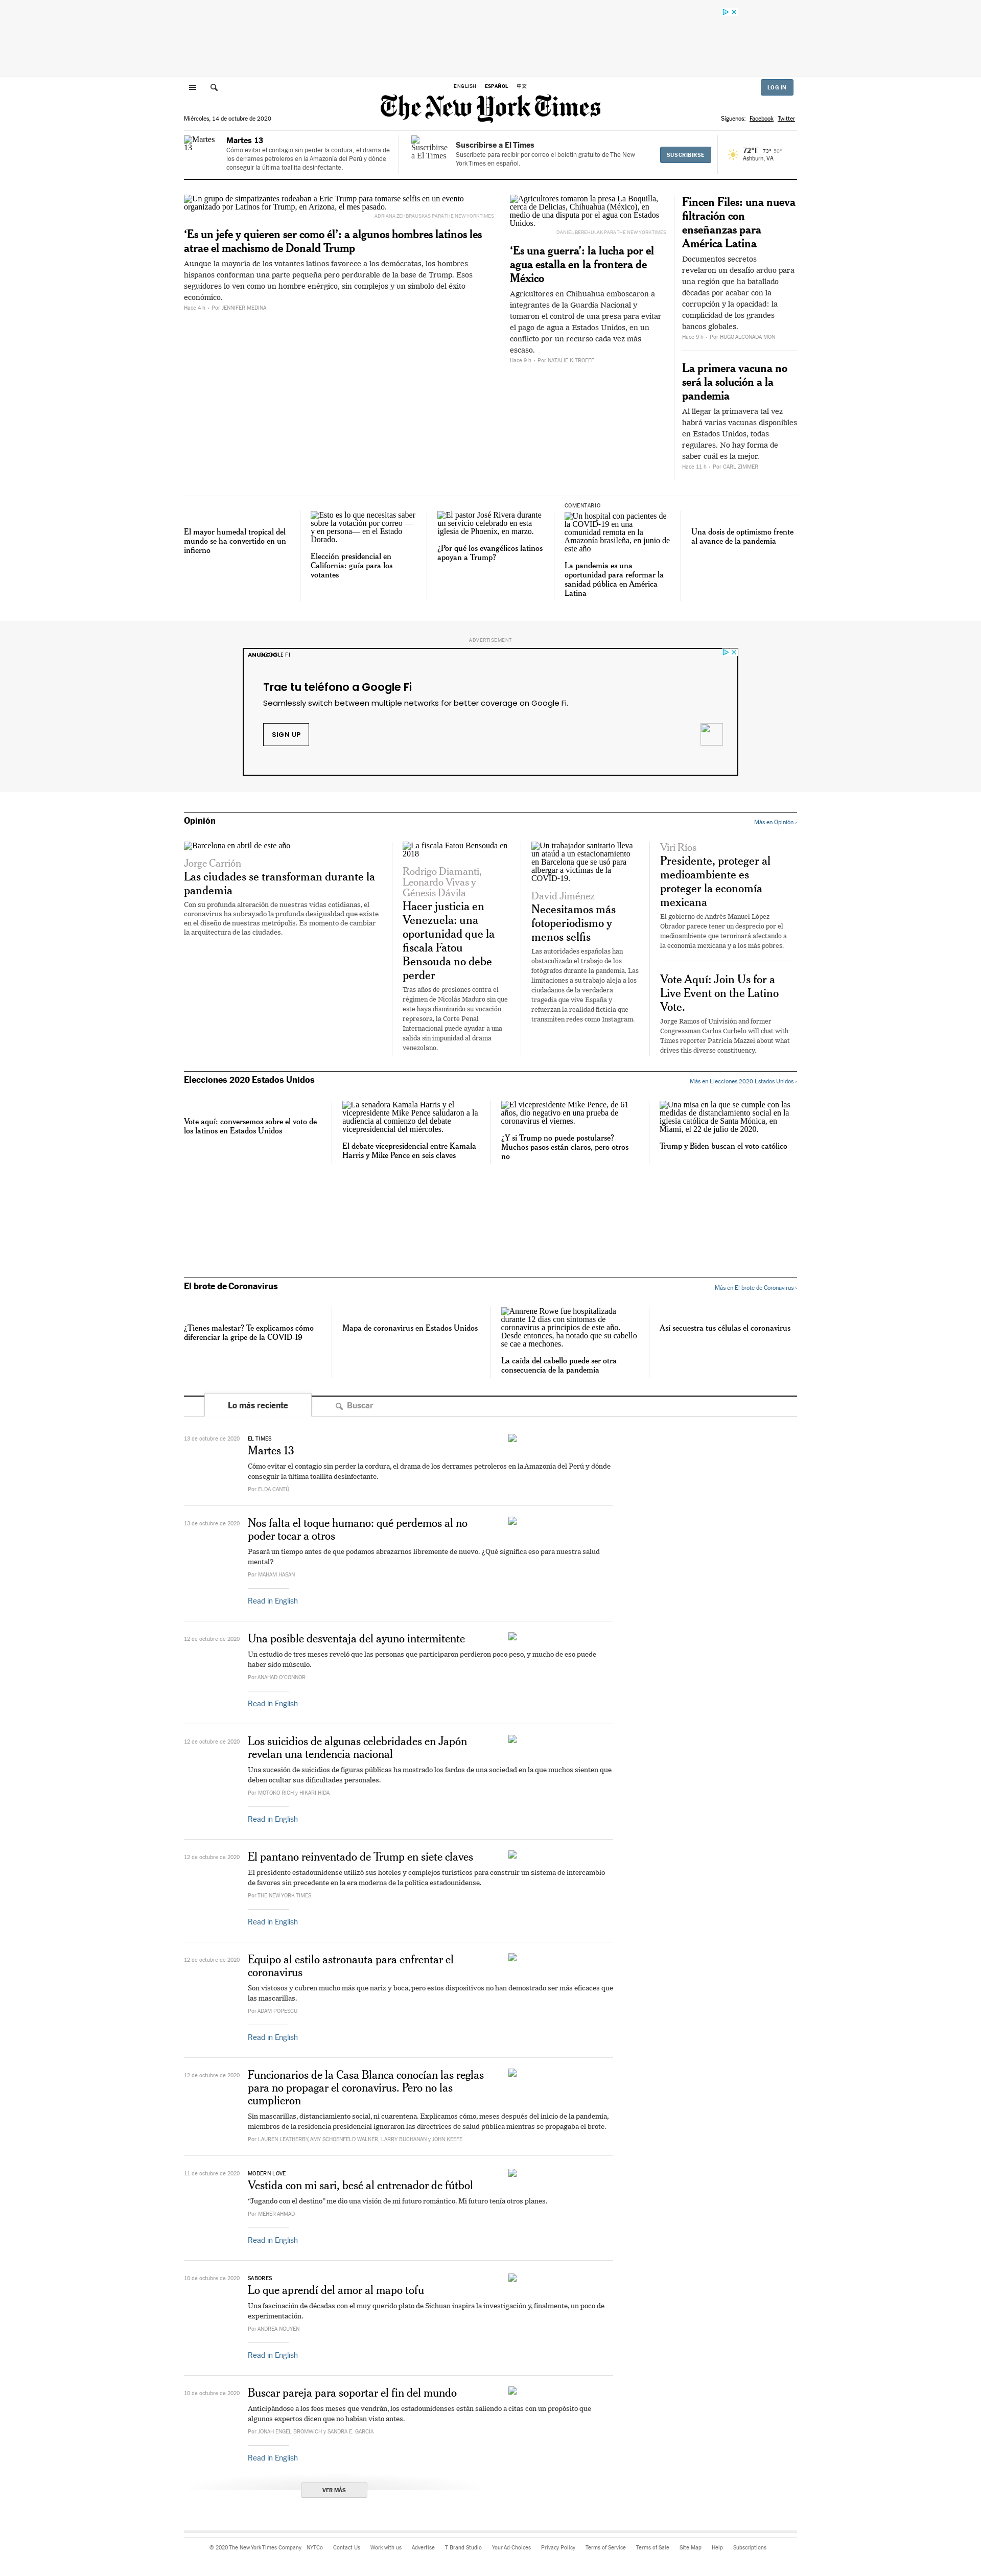 ENGLISH ESPAÑOL 中文
LOG IN
The New York Times
Miércoles, 14 de octubre de 2020
Síguenos: Facebook Twitter
Martes 13
Martes 13
Cómo evitar el contagio sin perder la cordura, el drama de
los derrames petroleros en la Amazonía del Perú y dónde
conseguir la última toallita desinfectante.
Suscribirse a El Times
Suscribirse a El Times
Suscríbete para recibir por correo el boletín gratuito de The New
York Times en español.
SUSCRIBIRSE
72°F 73° 50°
Ashburn, VA
Un grupo de simpatizantes rodeaban a Eric Trump para tomarse selfis en un evento
organizado por Latinos for Trump, en Arizona, el mes pasado.
ADRIANA ZEHBRAUSKAS PARA THE NEW YORK TIMES
‘Es un jefe y quieren ser como él’: a algunos hombres latinos les
atrae el machismo de Donald Trump
Aunque la mayoría de los votantes latinos favorece a los demócratas, los hombres
hispanos conforman una parte pequeña pero perdurable de la base de Trump. Esos
seguidores lo ven como un hombre enérgico, sin complejos y un símbolo del éxito
económico.
Hace 4 h • Por JENNIFER MEDINA
Agricultores tomaron la presa La Boquilla,
cerca de Delicias, Chihuahua (México), en
medio de una disputa por el agua con Estados
Unidos.
DANIEL BEREHULAK PARA THE NEW YORK TIMES
‘Es una guerra’: la lucha por el
agua estalla en la frontera de
México
Agricultores en Chihuahua emboscaron a
integrantes de la Guardia Nacional y
tomaron el control de una presa para evitar
el pago de agua a Estados Unidos, en un
conflicto por un recurso cada vez más
escaso.
Hace 9 h • Por NATALIE KITROEFF
Fincen Files: una nueva
filtración con
enseñanzas para
América Latina
Documentos secretos
revelaron un desafío arduo para
una región que ha batallado
décadas por acabar con la
corrupción y la opacidad: la
complicidad de los grandes
bancos globales.
Hace 9 h • Por HUGO ALCONADA MON
La primera vacuna no
será la solución a la
pandemia
Al llegar la primavera tal vez
habrá varias vacunas disponibles
en Estados Unidos, todas
regulares. No hay forma de
saber cuál es la mejor.
Hace 11 h • Por CARL ZIMMER
El mayor humedal tropical del
mundo se ha convertido en un
infierno
Esto es lo que necesitas saber
sobre la votación por correo —
y en persona— en el Estado
Dorado.
Elección presidencial en
California: guía para los
votantes
El pastor José Rivera durante
un servicio celebrado en esta
iglesia de Phoenix, en marzo.
¿Por qué los evangélicos latinos
apoyan a Trump?
COMENTARIO
Un hospital con pacientes de
la COVID-19 en una
comunidad remota en la
Amazonía brasileña, en junio de
este año
La pandemia es una
oportunidad para reformar la
sanidad pública en América
Latina
Una dosis de optimismo frente
al avance de la pandemia
ADVERTISEMENT
ANUNCIO
Trae tu teléfono a Google Fi
Seamlessly switch between multiple networks for better coverage on Google Fi.
SIGN UP
Opinión
Más en Opinión ›
Barcelona en abril de este año
Jorge Carrión
Las ciudades se transforman durante la
pandemia
Con su profunda alteración de nuestras vidas cotidianas, el
coronavirus ha subrayado la profunda desigualdad que existe
en el diseño de nuestras metrópolis. Es momento de cambiar
la arquitectura de las ciudades.
La fiscala Fatou Bensouda en
2018
Rodrigo Diamanti,
Leonardo Vivas y
Génesis Dávila
Hacer justicia en
Venezuela: una
oportunidad que la
fiscala Fatou
Bensouda no debe
perder
Tras años de presiones contra el
régimen de Nicolás Maduro sin que
este haya disminuido su vocación
represora, la Corte Penal
Internacional puede ayudar a una
salida sin impunidad al drama
venezolano.
Un trabajador sanitario lleva
un ataúd a un estacionamiento
en Barcelona que se usó para
albergar a víctimas de la
COVID-19.
David Jiménez
Necesitamos más
fotoperiodismo y
menos selfis
Las autoridades españolas han
obstaculizado el trabajo de los
fotógrafos durante la pandemia. Las
limitaciones a su trabajo aleja a los
ciudadanos de la verdadera
tragedia que vive España y
refuerzan la realidad ficticia que
transmiten redes como Instagram.
Viri Ríos
Presidente, proteger al
medioambiente es
proteger la economía
mexicana
El gobierno de Andrés Manuel López
Obrador parece tener un desprecio por el
medioambiente que terminará afectando a
la economía mexicana y a los más pobres.
Vote Aquí: Join Us for a
Live Event on the Latino
Vote.
Jorge Ramos of Univisión and former
Congressman Carlos Curbelo will chat with
Times reporter Patricia Mazzei about what
drives this diverse constituency.
Elecciones 2020 Estados Unidos
Más en Elecciones 2020 Estados Unidos ›
Vote aquí: conversemos sobre el voto de
los latinos en Estados Unidos
La senadora Kamala Harris y el
vicepresidente Mike Pence saludaron a la
audiencia al comienzo del debate
vicepresidencial del miércoles.
El debate vicepresidencial entre Kamala
Harris y Mike Pence en seis claves
El vicepresidente Mike Pence, de 61
años, dio negativo en una prueba de
coronavirus el viernes.
¿Y si Trump no puede postularse?
Muchos pasos están claros, pero otros
no
Una misa en la que se cumple con las
medidas de distanciamiento social en la
iglesia católica de Santa Mónica, en
Miami, el 22 de julio de 2020.
Trump y Biden buscan el voto católico
El brote de Coronavirus
Más en El brote de Coronavirus ›
¿Tienes malestar? Te explicamos cómo
diferenciar la gripe de la COVID-19
Mapa de coronavirus en Estados Unidos
Annrene Rowe fue hospitalizada
durante 12 días con síntomas de
coronavirus a principios de este año.
Desde entonces, ha notado que su cabello
se cae a mechones.
La caída del cabello puede ser otra
consecuencia de la pandemia
Así secuestra tus células el coronavirus
Lo más reciente
Buscar
13 de octubre de 2020
EL TIMES
Martes 13
Cómo evitar el contagio sin perder la cordura, el drama de los derrames petroleros en la Amazonía del Perú y dónde
conseguir la última toallita desinfectante.
Por ELDA CANTÚ
13 de octubre de 2020
Nos falta el toque humano: qué perdemos al no
poder tocar a otros
Pasará un tiempo antes de que podamos abrazarnos libremente de nuevo. ¿Qué significa eso para nuestra salud
mental?
Por MAHAM HASAN
Read in English
12 de octubre de 2020
Una posible desventaja del ayuno intermitente
Un estudio de tres meses reveló que las personas que participaron perdieron poco peso, y mucho de eso puede
haber sido músculo.
Por ANAHAD O'CONNOR
Read in English
12 de octubre de 2020
Los suicidios de algunas celebridades en Japón
revelan una tendencia nacional
Una sucesión de suicidios de figuras públicas ha mostrado los fardos de una sociedad en la que muchos sienten que
deben ocultar sus dificultades personales.
Por MOTOKO RICH y HIKARI HIDA
Read in English
12 de octubre de 2020
El pantano reinventado de Trump en siete claves
El presidente estadounidense utilizó sus hoteles y complejos turísticos para construir un sistema de intercambio
de favores sin precedente en la era moderna de la política estadounidense.
Por THE NEW YORK TIMES
Read in English
12 de octubre de 2020
Equipo al estilo astronauta para enfrentar el
coronavirus
Son vistosos y cubren mucho más que nariz y boca, pero estos dispositivos no han demostrado ser más eficaces que
las mascarillas.
Por ADAM POPESCU
Read in English
12 de octubre de 2020
Funcionarios de la Casa Blanca conocían las reglas
para no propagar el coronavirus. Pero no las
cumplieron
Sin mascarillas, distanciamiento social, ni cuarentena. Explicamos cómo, meses después del inicio de la pandemia,
miembros de la residencia presidencial ignoraron las directrices de salud pública mientras se propagaba el brote.
Por LAUREN LEATHERBY, AMY SCHOENFELD WALKER, LARRY BUCHANAN y JOHN KEEFE
11 de octubre de 2020
MODERN LOVE
Vestida con mi sari, besé al entrenador de fútbol
“Jugando con el destino” me dio una visión de mi futuro romántico. Mi futuro tenía otros planes.
Por MEHER AHMAD
Read in English
10 de octubre de 2020
SABORES
Lo que aprendí del amor al mapo tofu
Una fascinación de décadas con el muy querido plato de Sichuan inspira la investigación y, finalmente, un poco de
experimentación.
Por ANDREA NGUYEN
Read in English
10 de octubre de 2020
Buscar pareja para soportar el fin del mundo
Anticipándose a los feos meses que vendrán, los estadounidenses están saliendo a citas con un propósito que
algunos expertos dicen que no habían visto antes.
Por JONAH ENGEL BROMWICH y SANDRA E. GARCIA
Read in English
VER MÁS
© 2020 The New York Times Company NYTCo Contact Us Work with us Advertise T Brand Studio Your Ad Choices Privacy Policy Terms of Service Terms of Sale Site Map Help Subscriptions